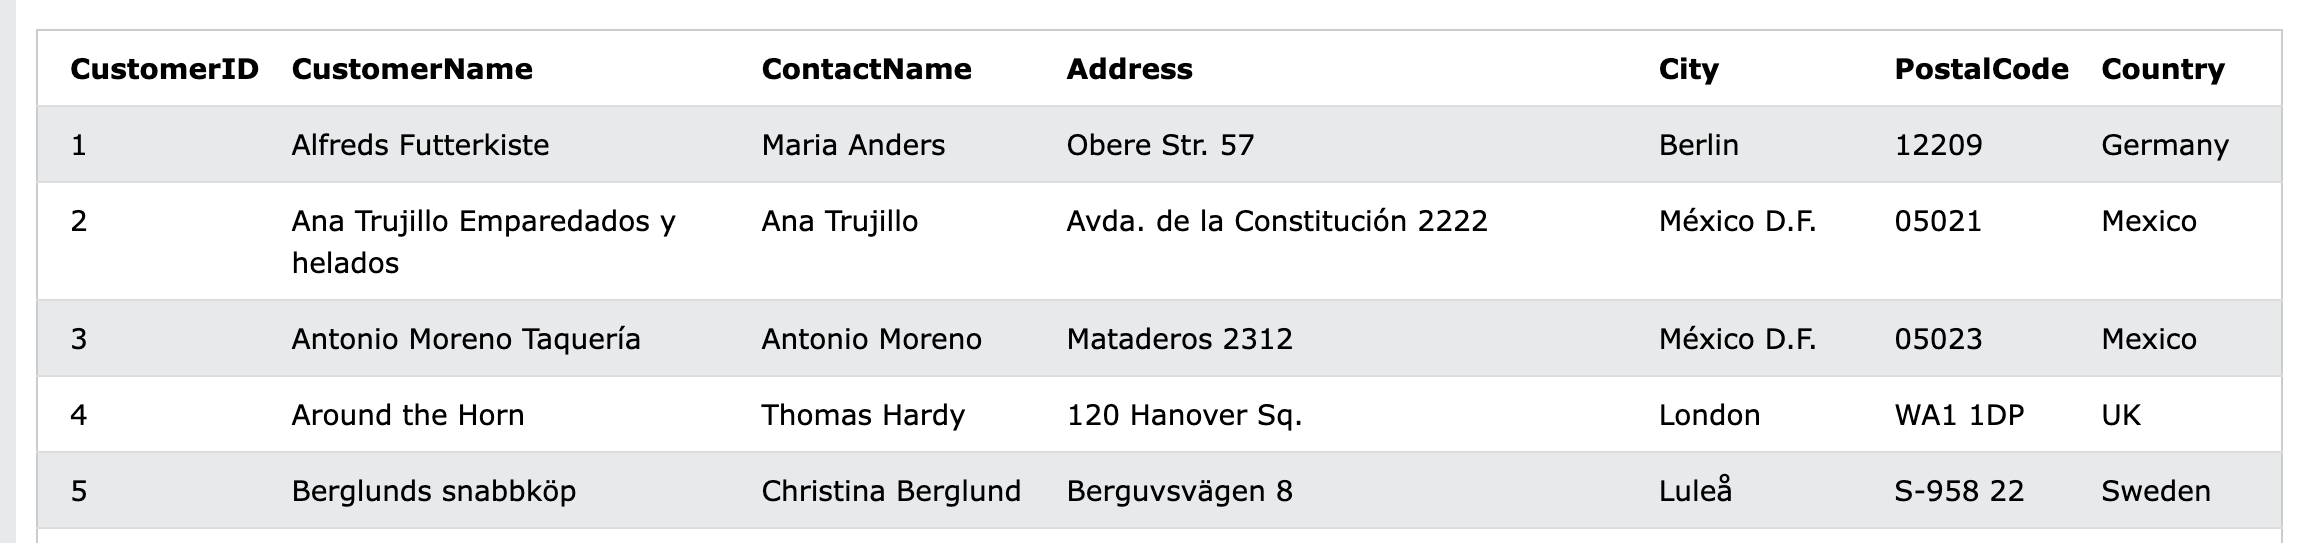 CustomerID CustomerName ContactName Address City PostalCode Country
1 Alfreds Futterkiste Maria Anders Obere Str. 57 Berlin 12209 Germany
2 Ana Trujillo Emparedados y Ana Trujillo Avda. de la Constitución 2222 México D.F. 05021 Mexico
helados
3 Antonio Moreno Taquería Antonio Moreno Mataderos 2312 México D.F. 05023 Mexico
4 Around the Horn Thomas Hardy 120 Hanover Sq. London WA1 1DP UK
5 Berglunds snabbköp Christina Berglund Berguvsvägen 8 Luleå S-958 22 Sweden